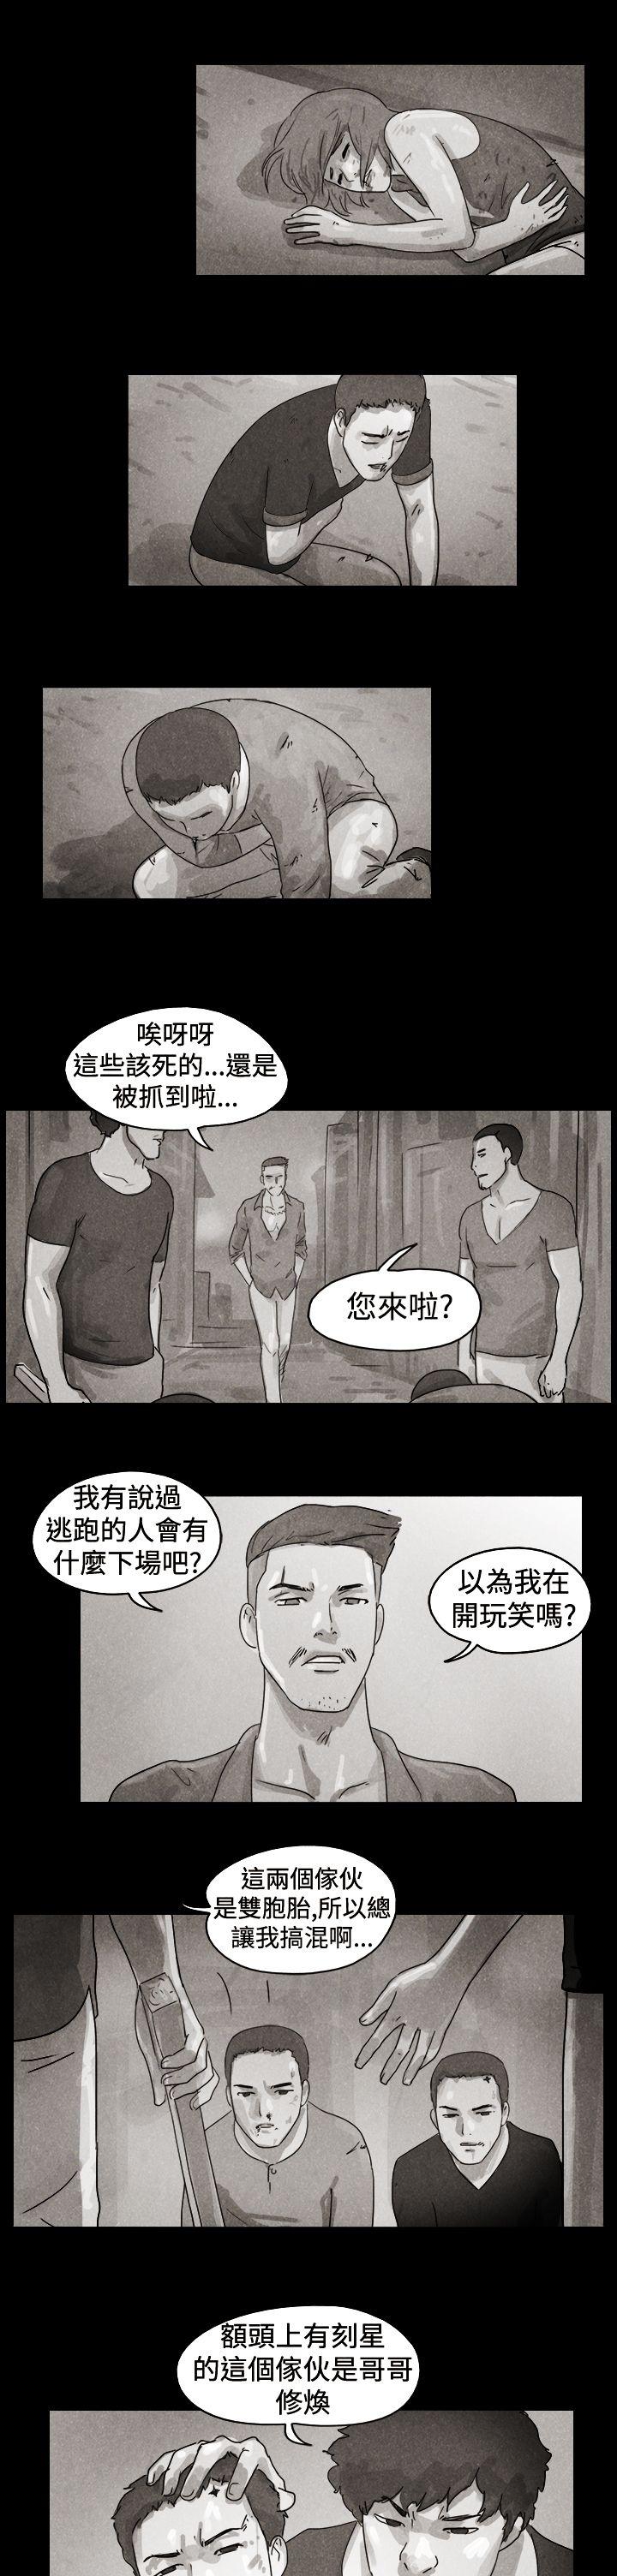 唉呀呀
這些該死的...還是
被抓到啦...
您來啦?
我有說過
逃跑的人會有
什麼下場吧?
以為我在
開玩笑嗎?
這兩個傢伙
是雙胞胎,所以總
讓我搞混啊...
額頭上有刻星
的這個傢伙是哥哥
修煥